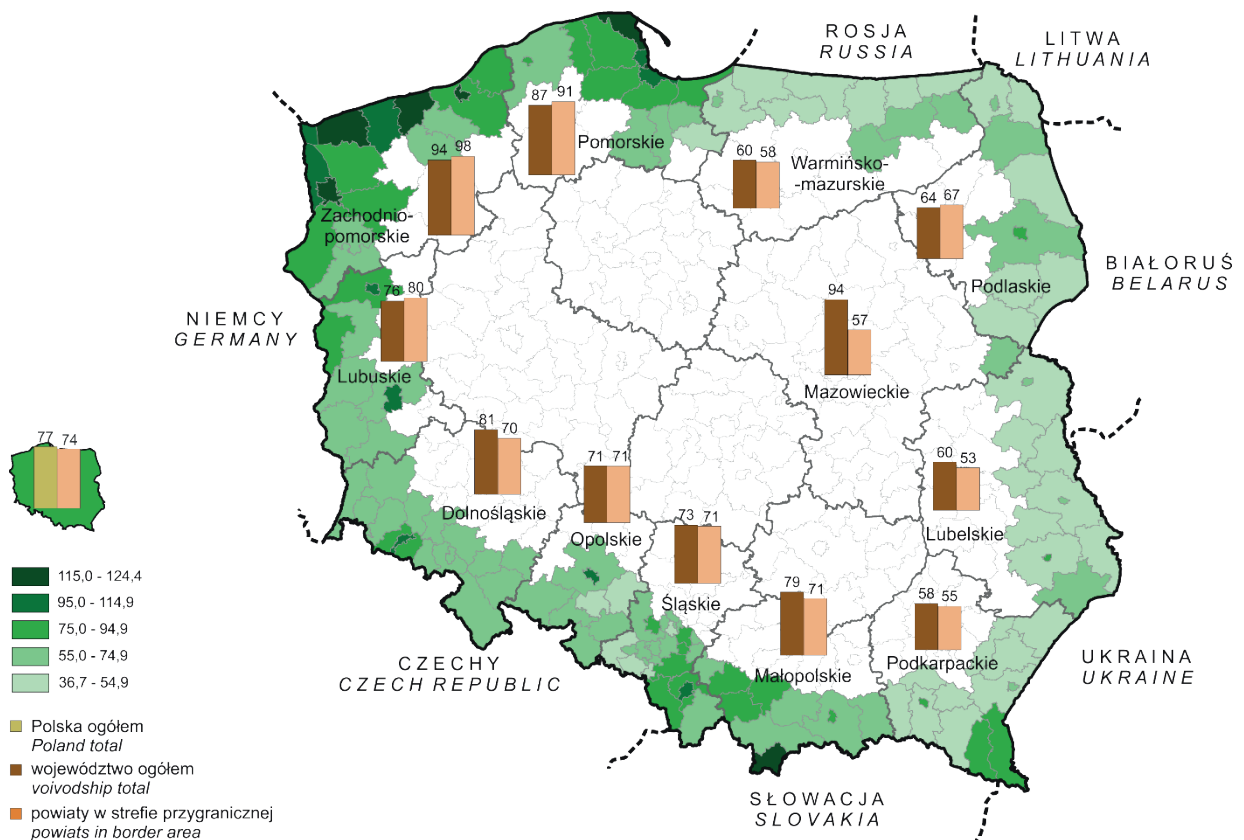 ROSJA
RUSSIA
LITWA
LITHUANIA
87 91
Pomorskie
94 98
60 58
Warmińsko-
-mazurskie
Zachodnio-
pomorskie
64 67
Podlaskie
BIAŁORUŚ
BELARUS
76 80
Lubuskie
NIEMCY
GERMANY
94
57
Mazowieckie
77 74
81
70
Dolnośląskie
71 71
Opolskie
60
53
Lubelskie
73 71
Śląskie
79
71
Małopolskie
58 55
Podkarpackie
115,0 - 124,4
95,0 - 114,9
75,0 - 94,9
55,0 - 74,9
36,7 - 54,9
CZECHY
CZECH REPUBLIC
UKRAINA
UKRAINE
SŁOWACJA
SLOVAKIA
Polska ogółem
Poland total
województwo ogółem
voivodship total
powiaty w strefie przygranicznej
powiats in border area